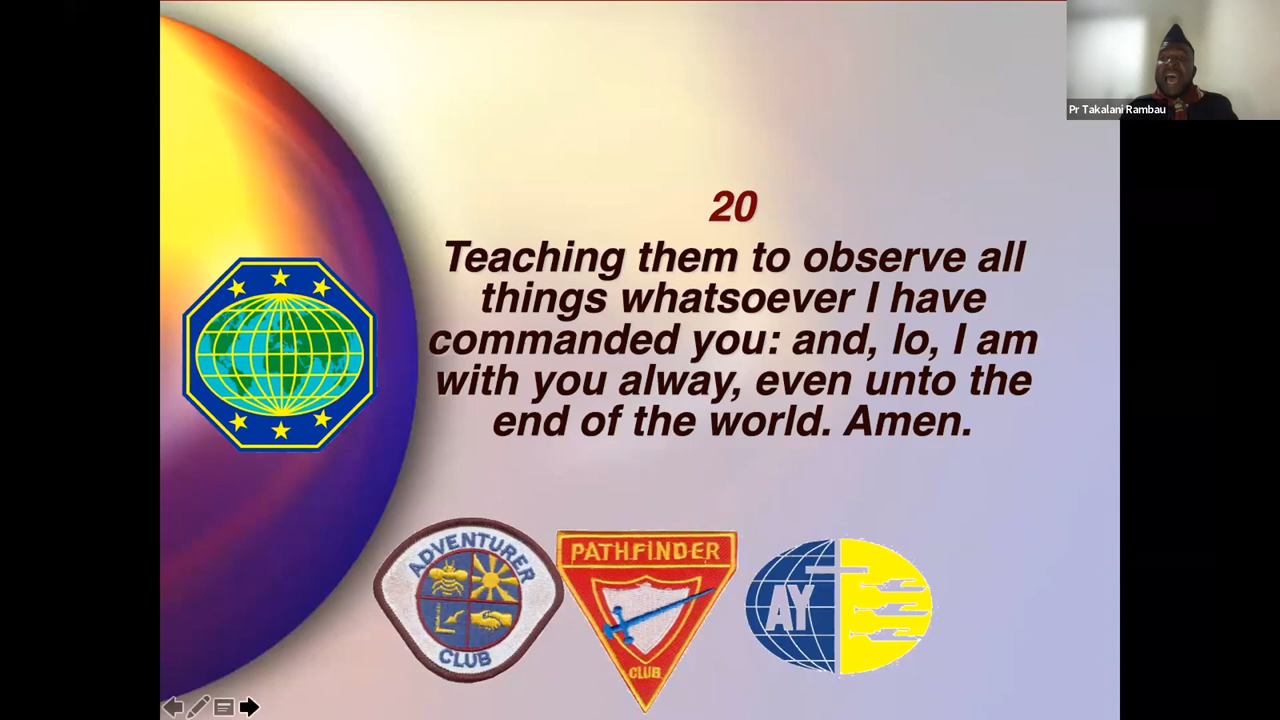 Pr Takalani Rambau
20
Teaching them to observe all
things whatsoever I have
commanded you: and, lo, I am
with you alway, even unto the
end of the world. Amen.
ADVENTURER
CLUB
PATHFINDER
CLUB
AY